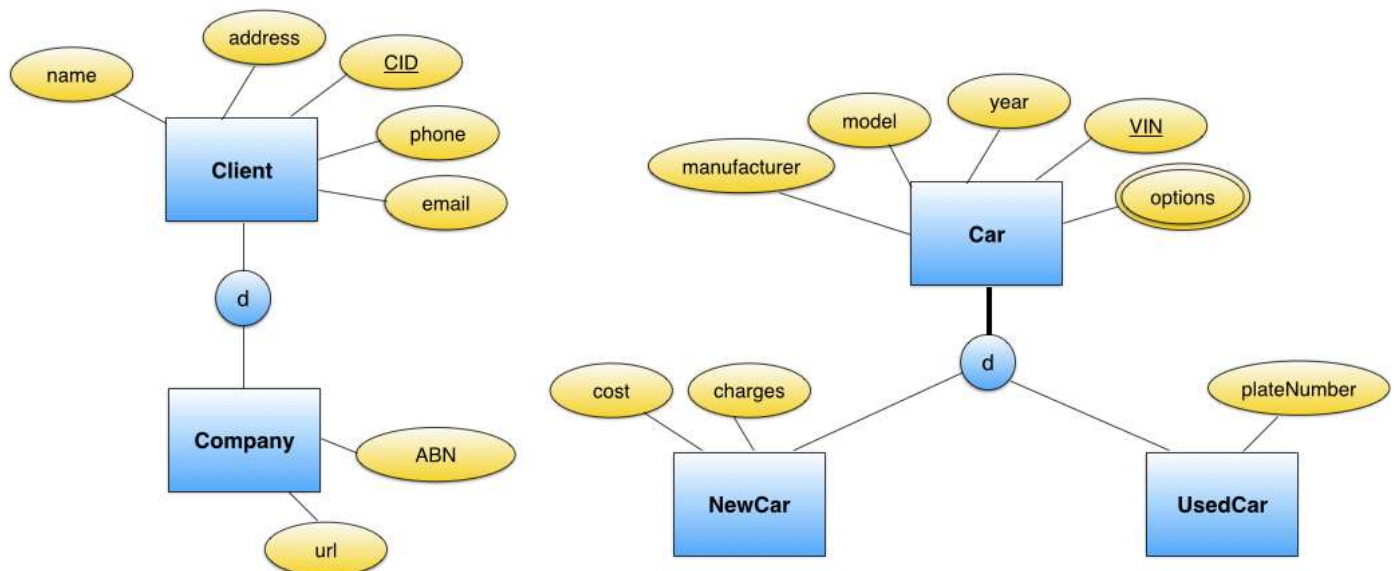 name
address
CID
phone
email
Client
d
Company
ABN
url
manufacturer
model
year
VIN
options
Car
d
cost
charges
plateNumber
NewCar
UsedCar